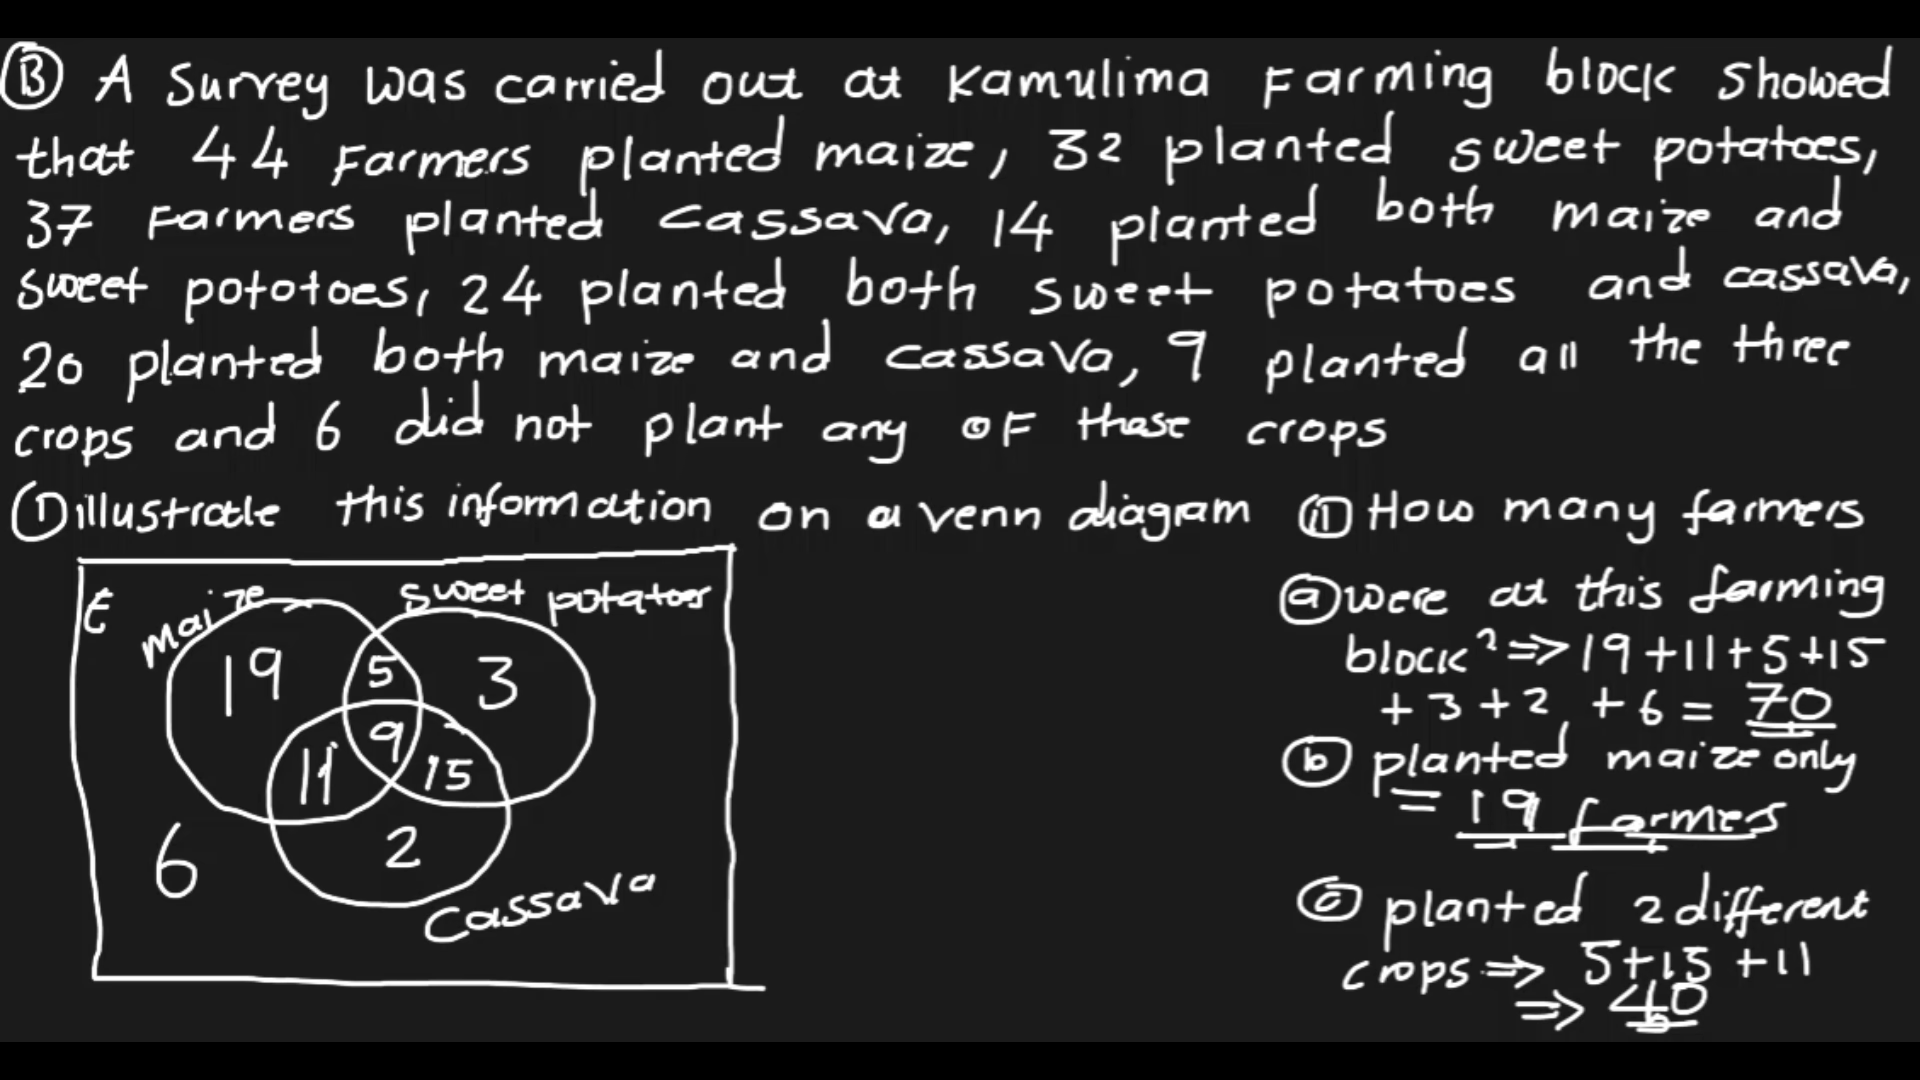 B A Survey was carried out at Kamulima Farming block showed
that 44 Farmers planted maize, 32 planted sweet potatoes,
37 Farmers planted cassava, 14 planted both maize and
sweet pototoes, 24 planted both sweet potatoes and cassava,
20 planted both maize and cassava, 9 planted all the three
crops and 6 did not plant any of these crops
i illustrate this information on a venn diagram
E maize sweet potatoes
19 5 3
9
11 15
6 2
Cassava
ii How many farmers
a were at this farming
block? => 19+11+5+15
+3+2 +6 = 70
b planted maize only
= 19 farmers
c planted 2 different
crops => 5+15+11
=> 40